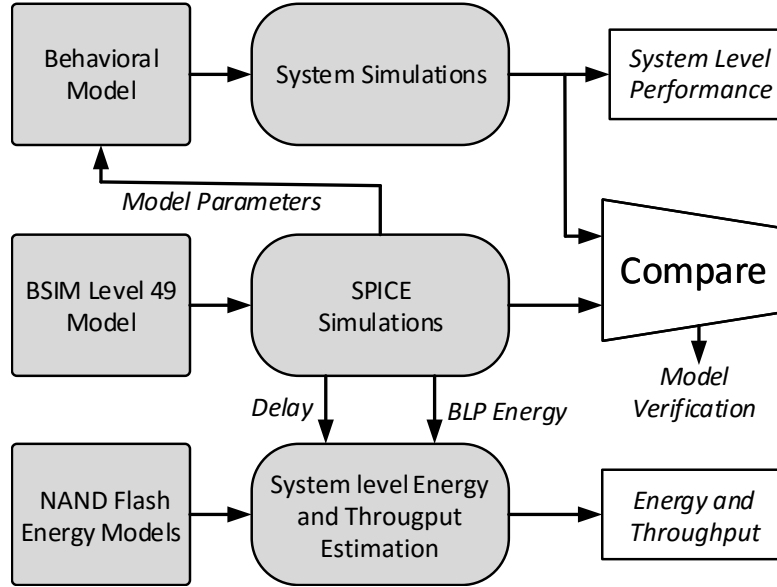 Behavioral
Model
System Simulations
System Level
Performance
Model Parameters
BSIM Level 49
Model
SPICE
Simulations
Compare
Delay
BLP Energy
Model
Verification
NAND Flash
Energy Models
System level Energy
and Througput
Estimation
Energy and
Throughput